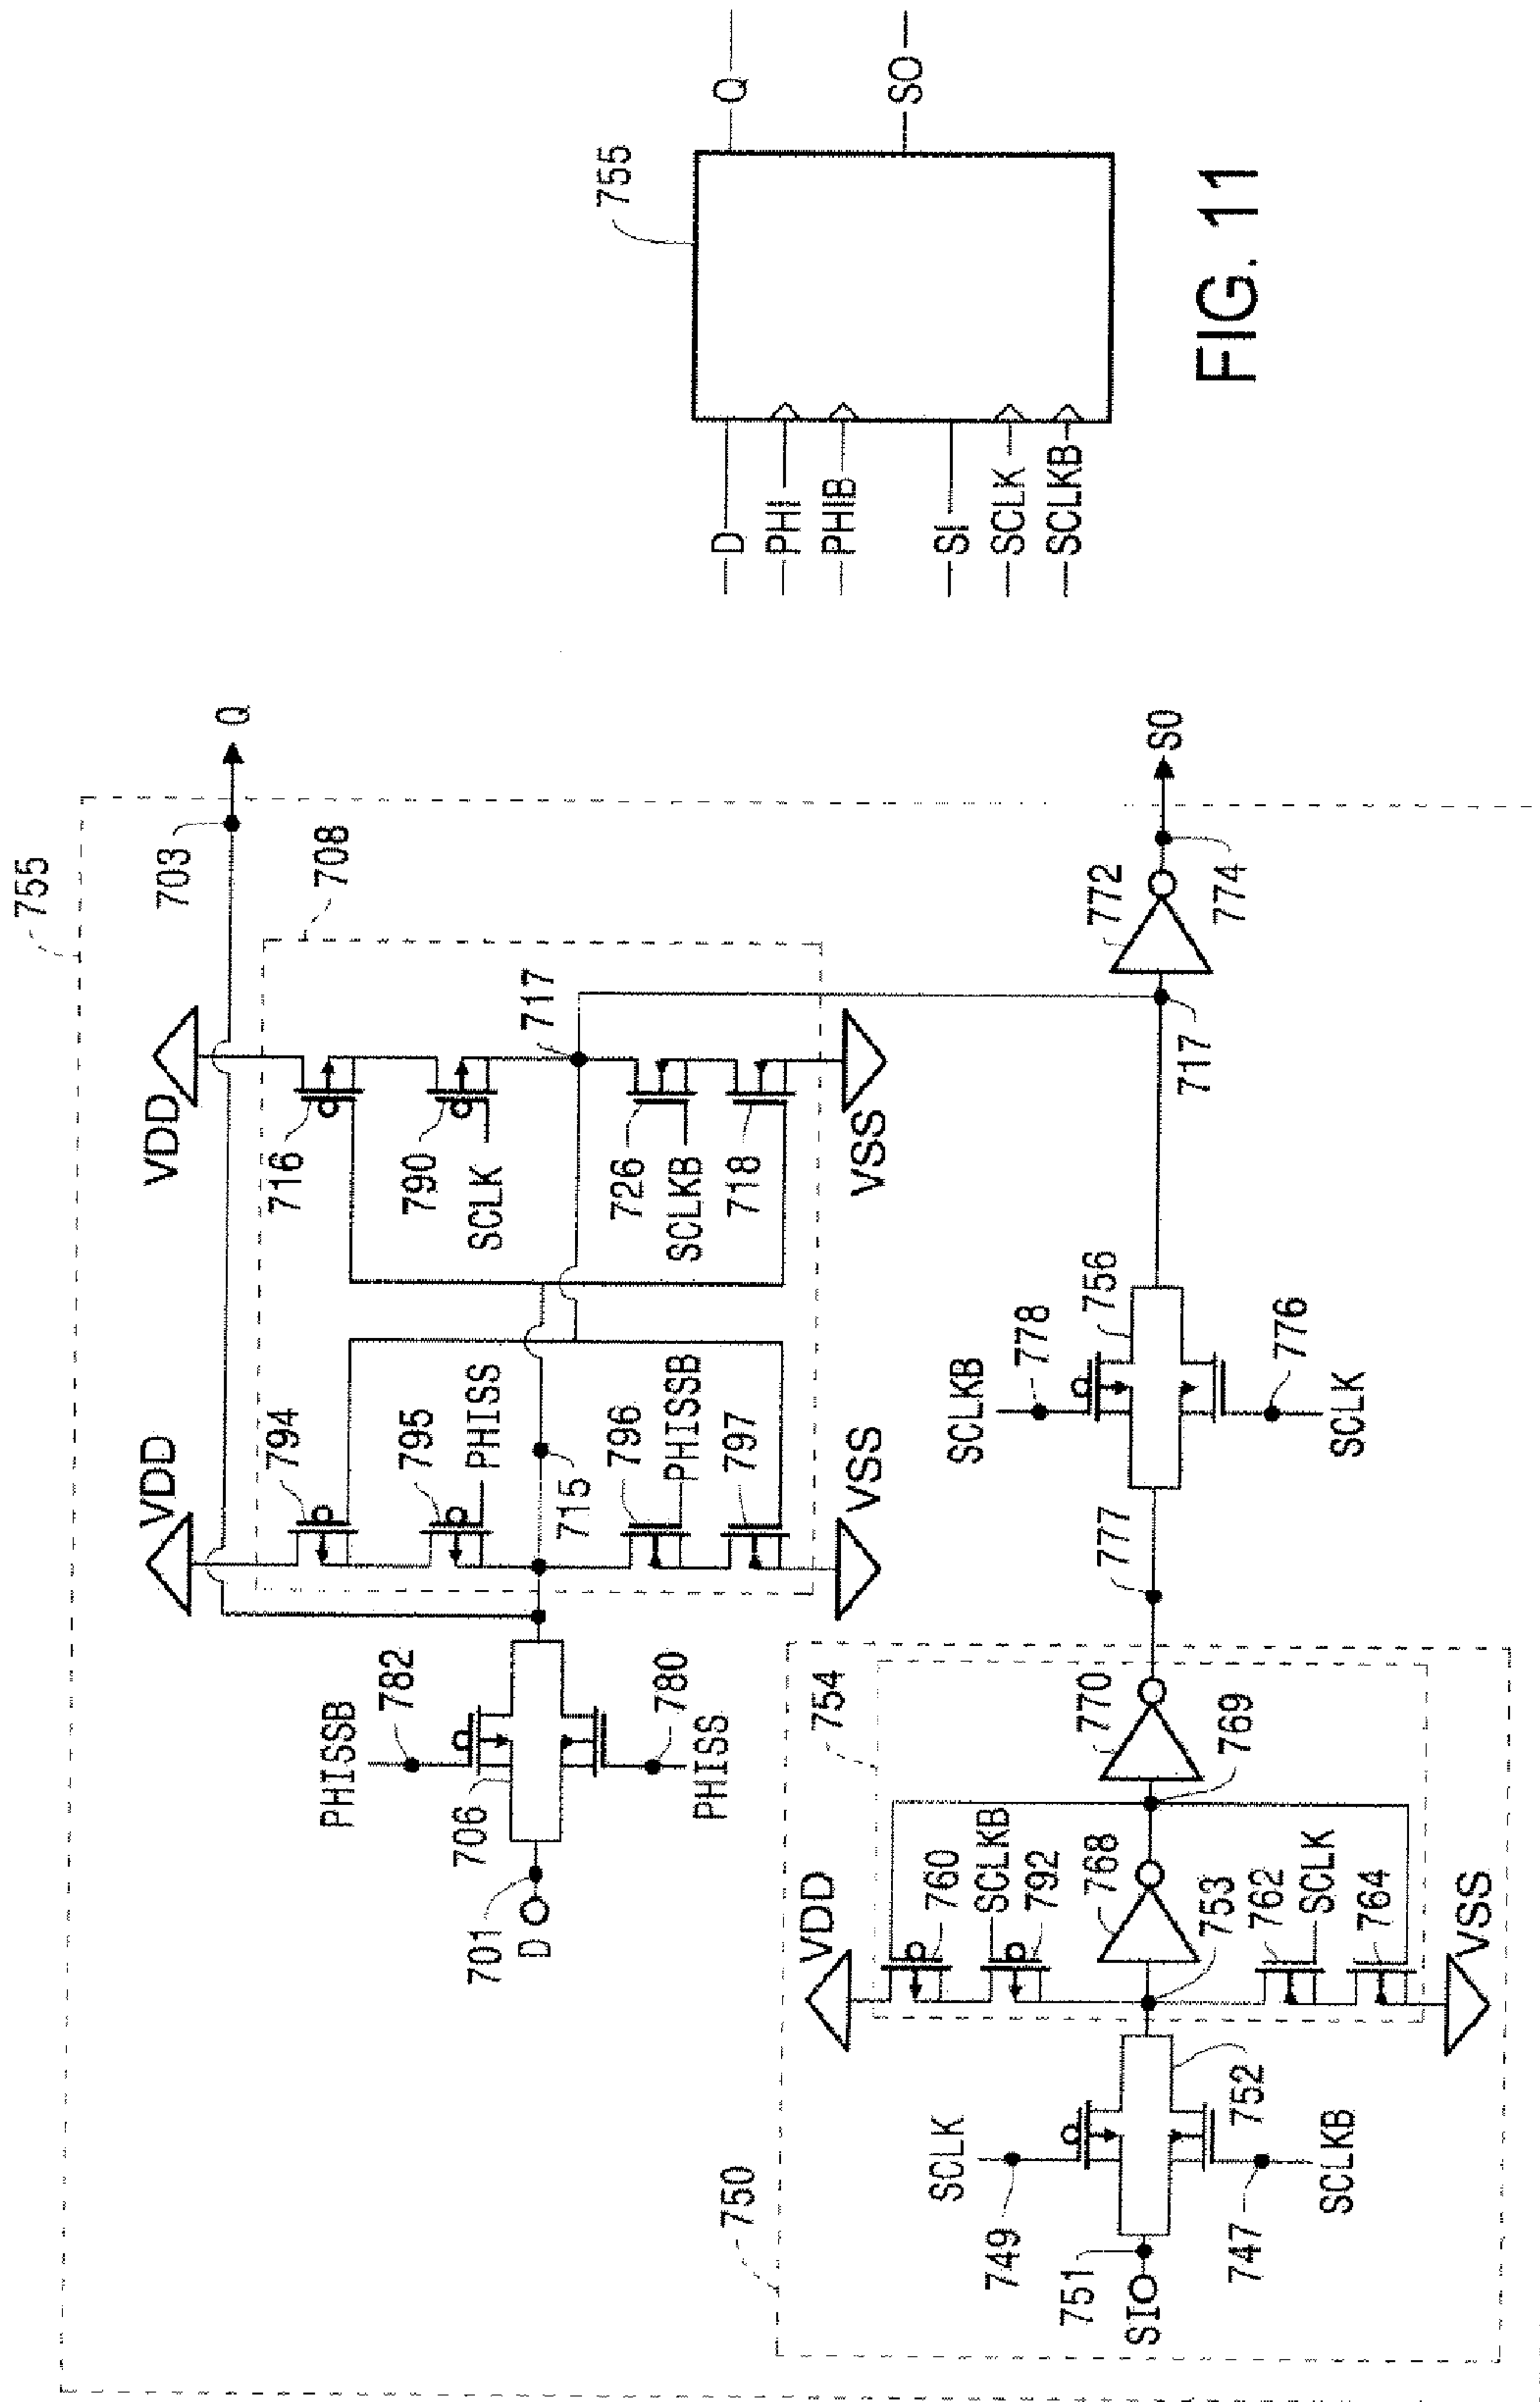 755
703
Q
VDD
VDD
708
794
716
PHISSB
782
795
PHISS
790
SCLK
717
701
D
706
715
796
PHISSB
726
SCLKB
780
PHISS
797
718
VSS
VSS
750
754
VDD
760
SCLKB
792
SCLK
749
768
770
777
SCLKB
778
756
772
SO
751
SI
753
769
717
774
752
762
SCLK
764
776
SCLK
747
SCLKB
VSS
755
D
PHI
PHIB
SI
SCLK
SCLKB
Q
SO
FIG. 11